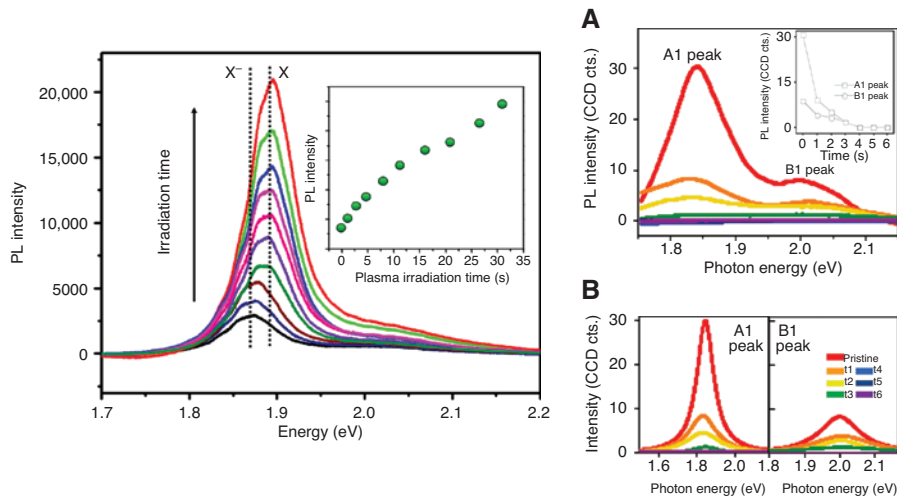 X⁻ X
20,000
15,000
10,000
5000
0
PL intensity
Irradiation time
PL intensity
0 5 10 15 20 25 30 35
Plasma irradiation time (s)
1.7 1.8 1.9 2.0 2.1 2.2
Energy (eV)
A
30
20
10
0
PL intensity (CCD cts.)
A1 peak
B1 peak
30
15
0
PL intensity (CCD cts.)
A1 peak
B1 peak
0 1 2 3 4 5 6
Time (s)
1.8 1.9 2.0 2.1
Photon energy (eV)
B
30
20
10
0
Intensity (CCD cts.)
A1
peak
B1
peak
Pristine
t1 t4
t2 t5
t3 t6
1.6 1.8 2.0 1.8 2.0 2.1
Photon energy (eV) Photon energy (eV)